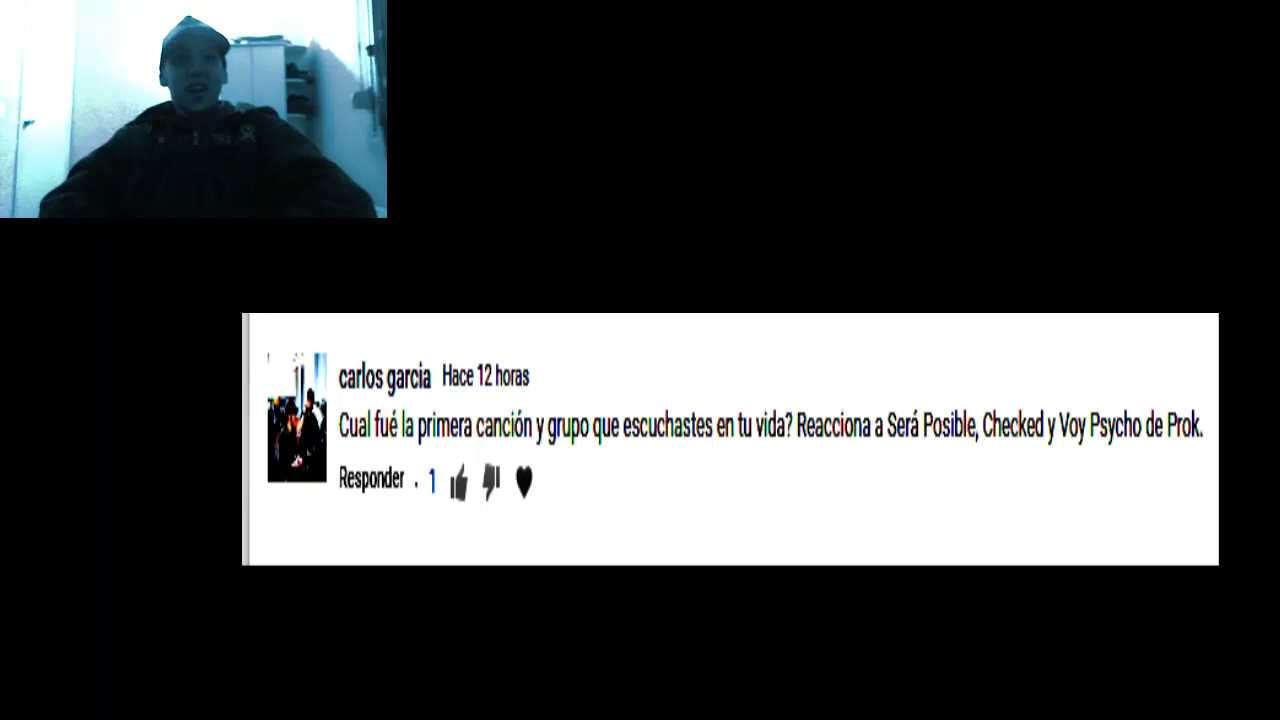 carlos garcia Hace 12 horas
Cual fué la primera canción y grupo que escuchastes en tu vida? Reacciona a Será Posible, Checked y Voy Psycho de Prok.
Responder . 1